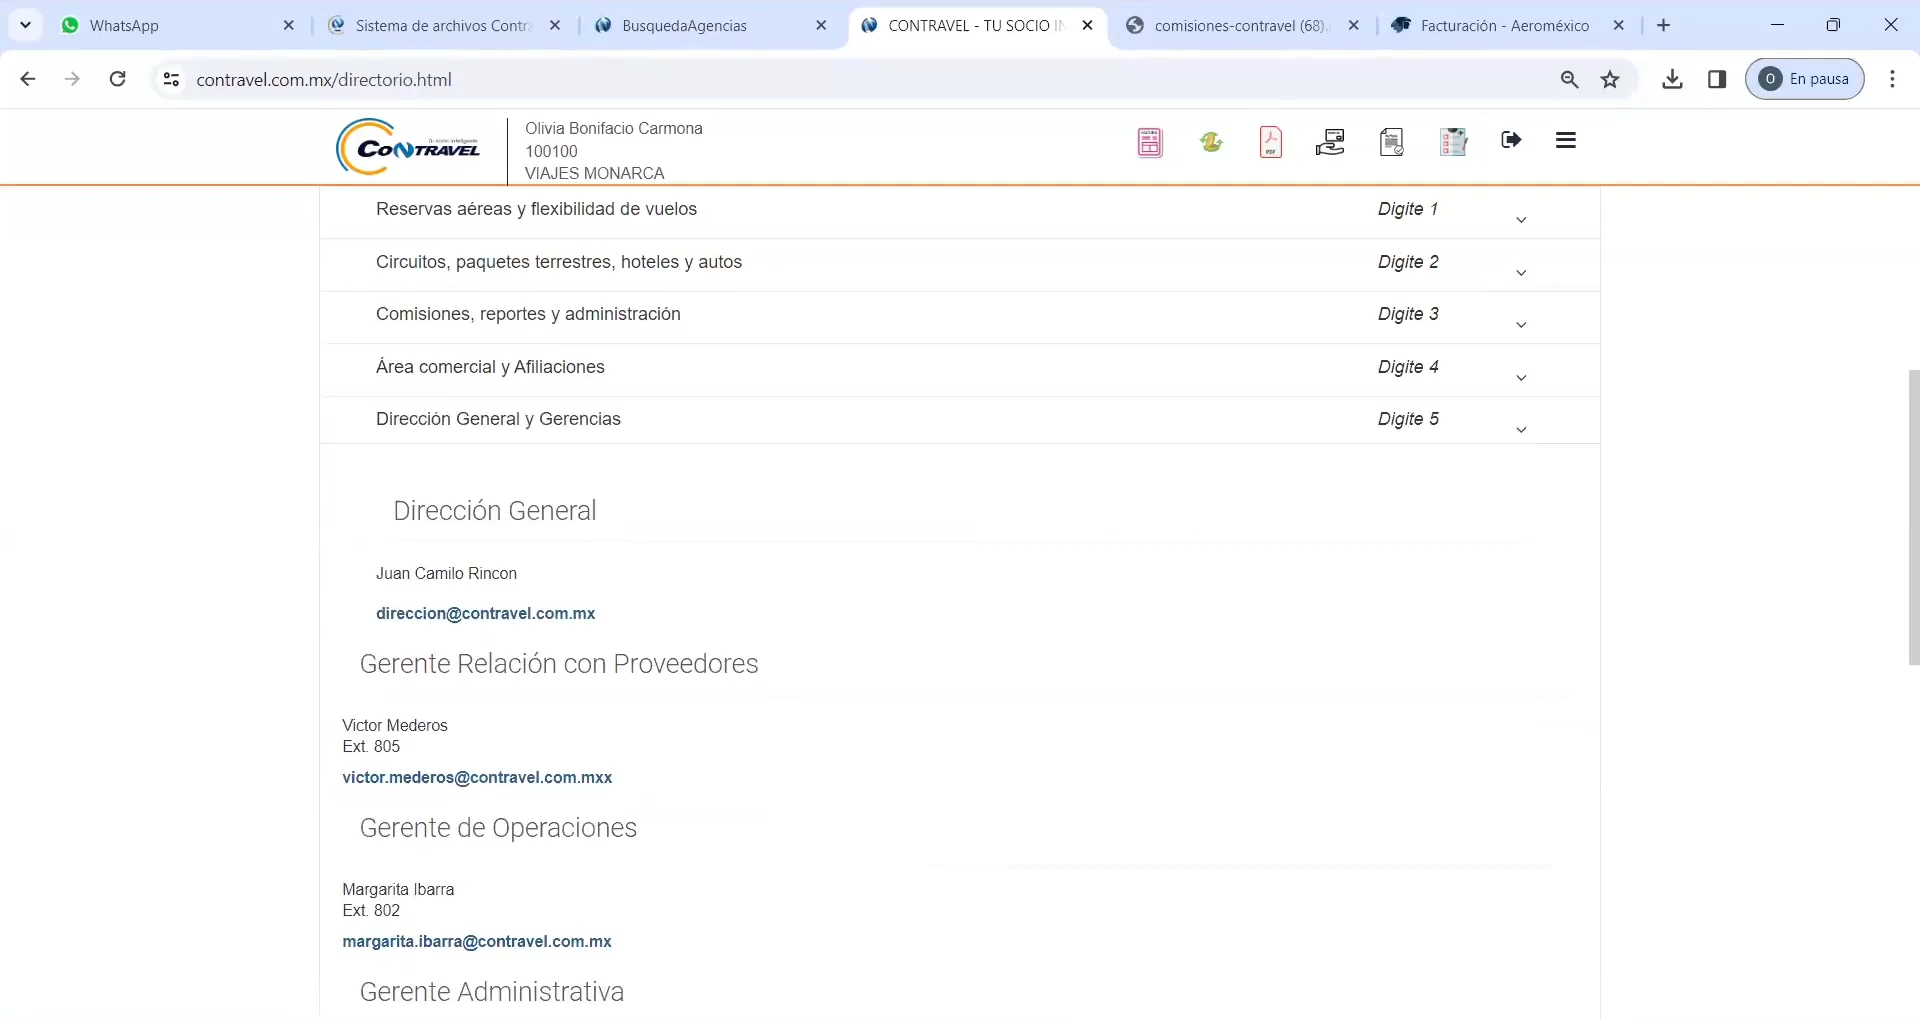 WhatsApp
Sistema de archivos Contra
BusquedaAgencias
CONTRAVEL - TU SOCIO IN
comisiones-contravel (68).
Facturación - Aeroméxico
contravel.com.mx/directorio.html
O
En pausa
CONTRAVEL
Olivia Bonifacio Carmona
100100
VIAJES MONARCA
PDF
Reservas aéreas y flexibilidad de vuelos Digite 1
Circuitos, paquetes terrestres, hoteles y autos Digite 2
Comisiones, reportes y administración Digite 3
Área comercial y Afiliaciones Digite 4
Dirección General y Gerencias Digite 5
Dirección General
Juan Camilo Rincon
direccion@contravel.com.mx
Gerente Relación con Proveedores
Victor Mederos
Ext. 805
victor.mederos@contravel.com.mxx
Gerente de Operaciones
Margarita Ibarra
Ext. 802
margarita.ibarra@contravel.com.mx
Gerente Administrativa